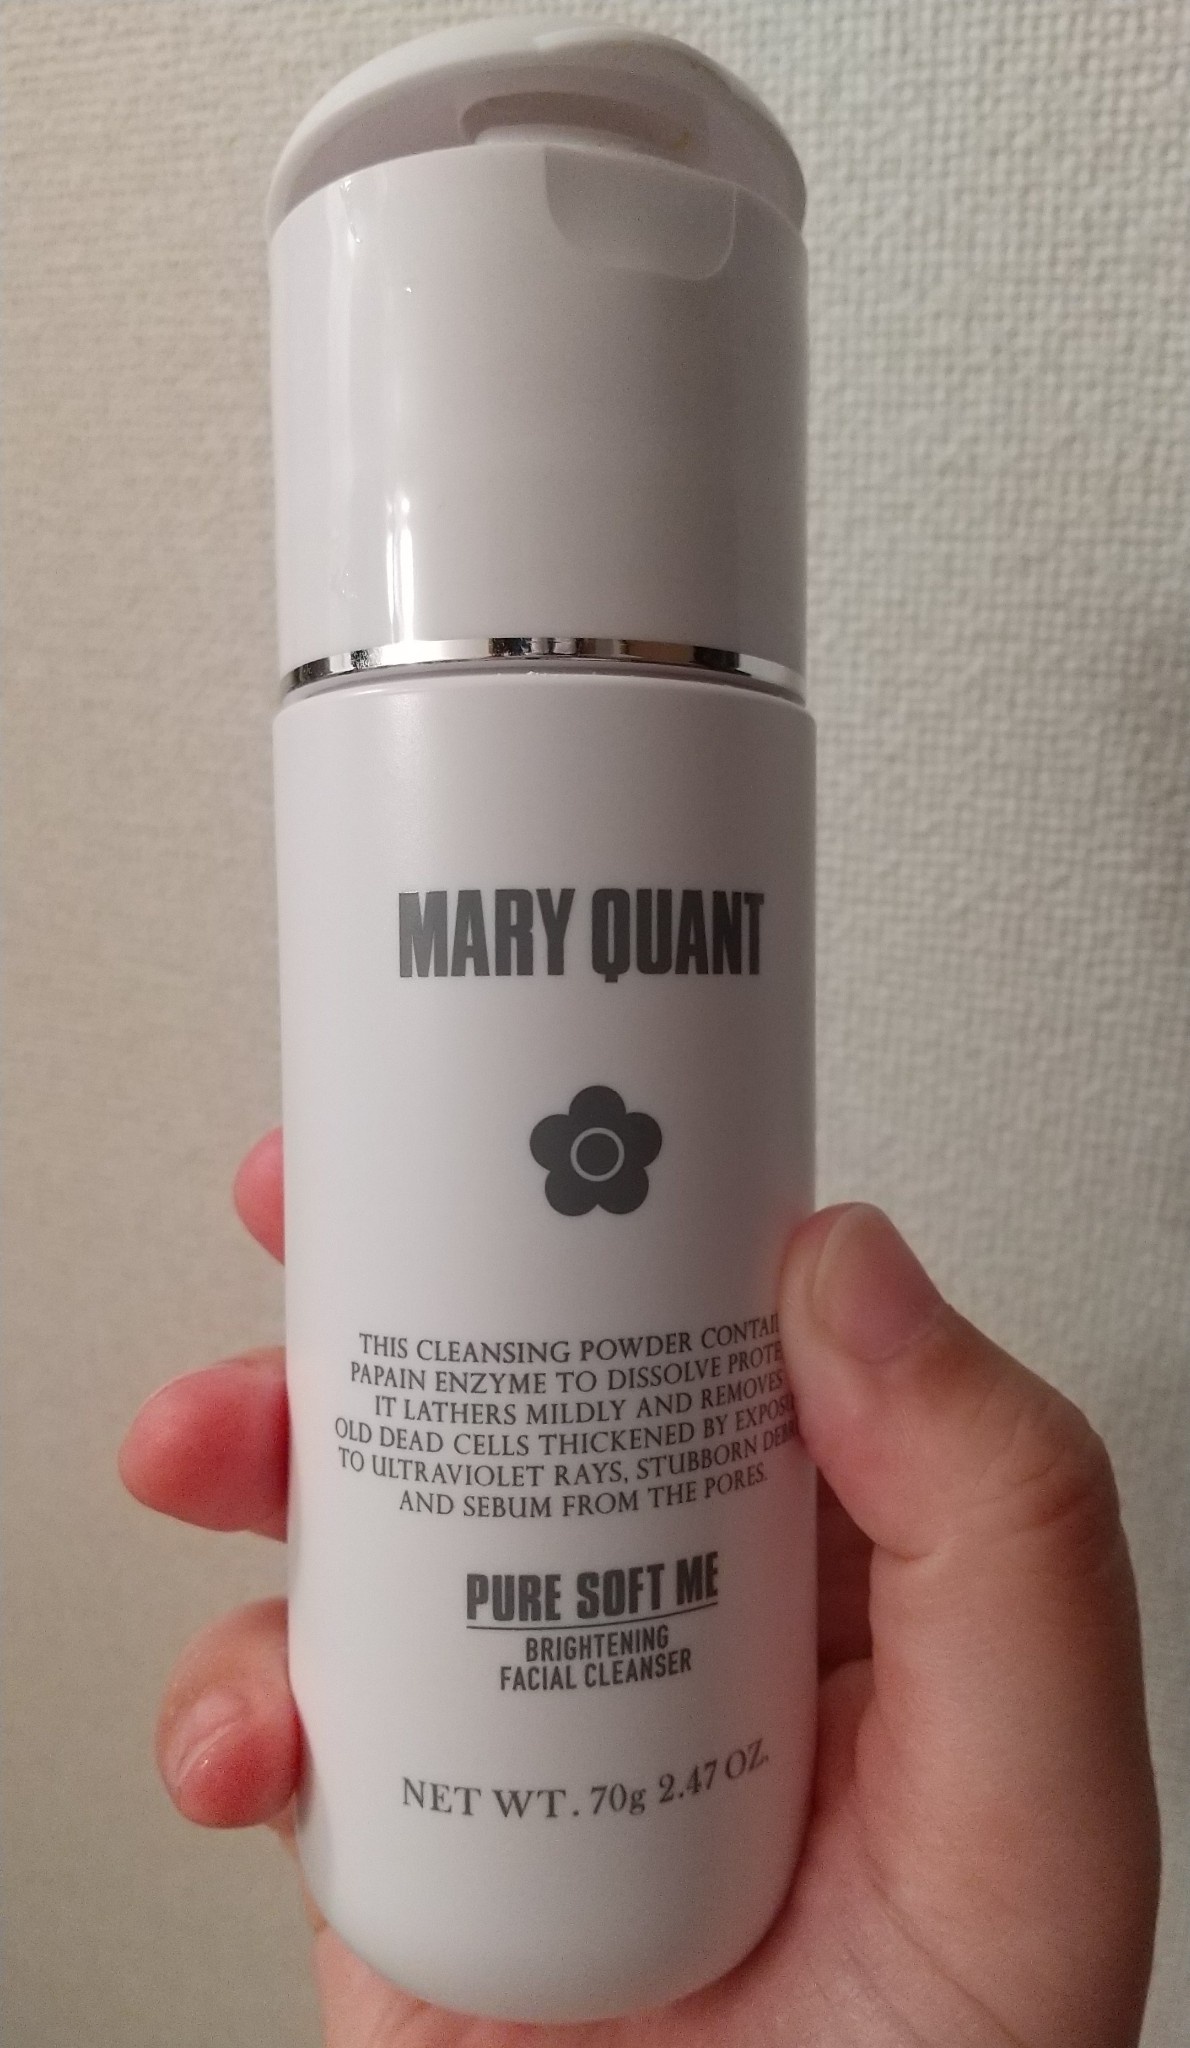 MARY QUANT
THIS CLEANSING POWDER
PAPAIN ENZYME TO DISSOLVE
IT LATHERS MILDLY AND REMOVES
OLD DEAD CELLS THICKENED BY
TO ULTRAVIOLET RAYS, STUBBORN
AND SEBUM FROM THE PORES.
PURE SOFT ME
BRIGHTENING
FACIAL CLEANSER
NET WT. 70g 2.47 OZ.